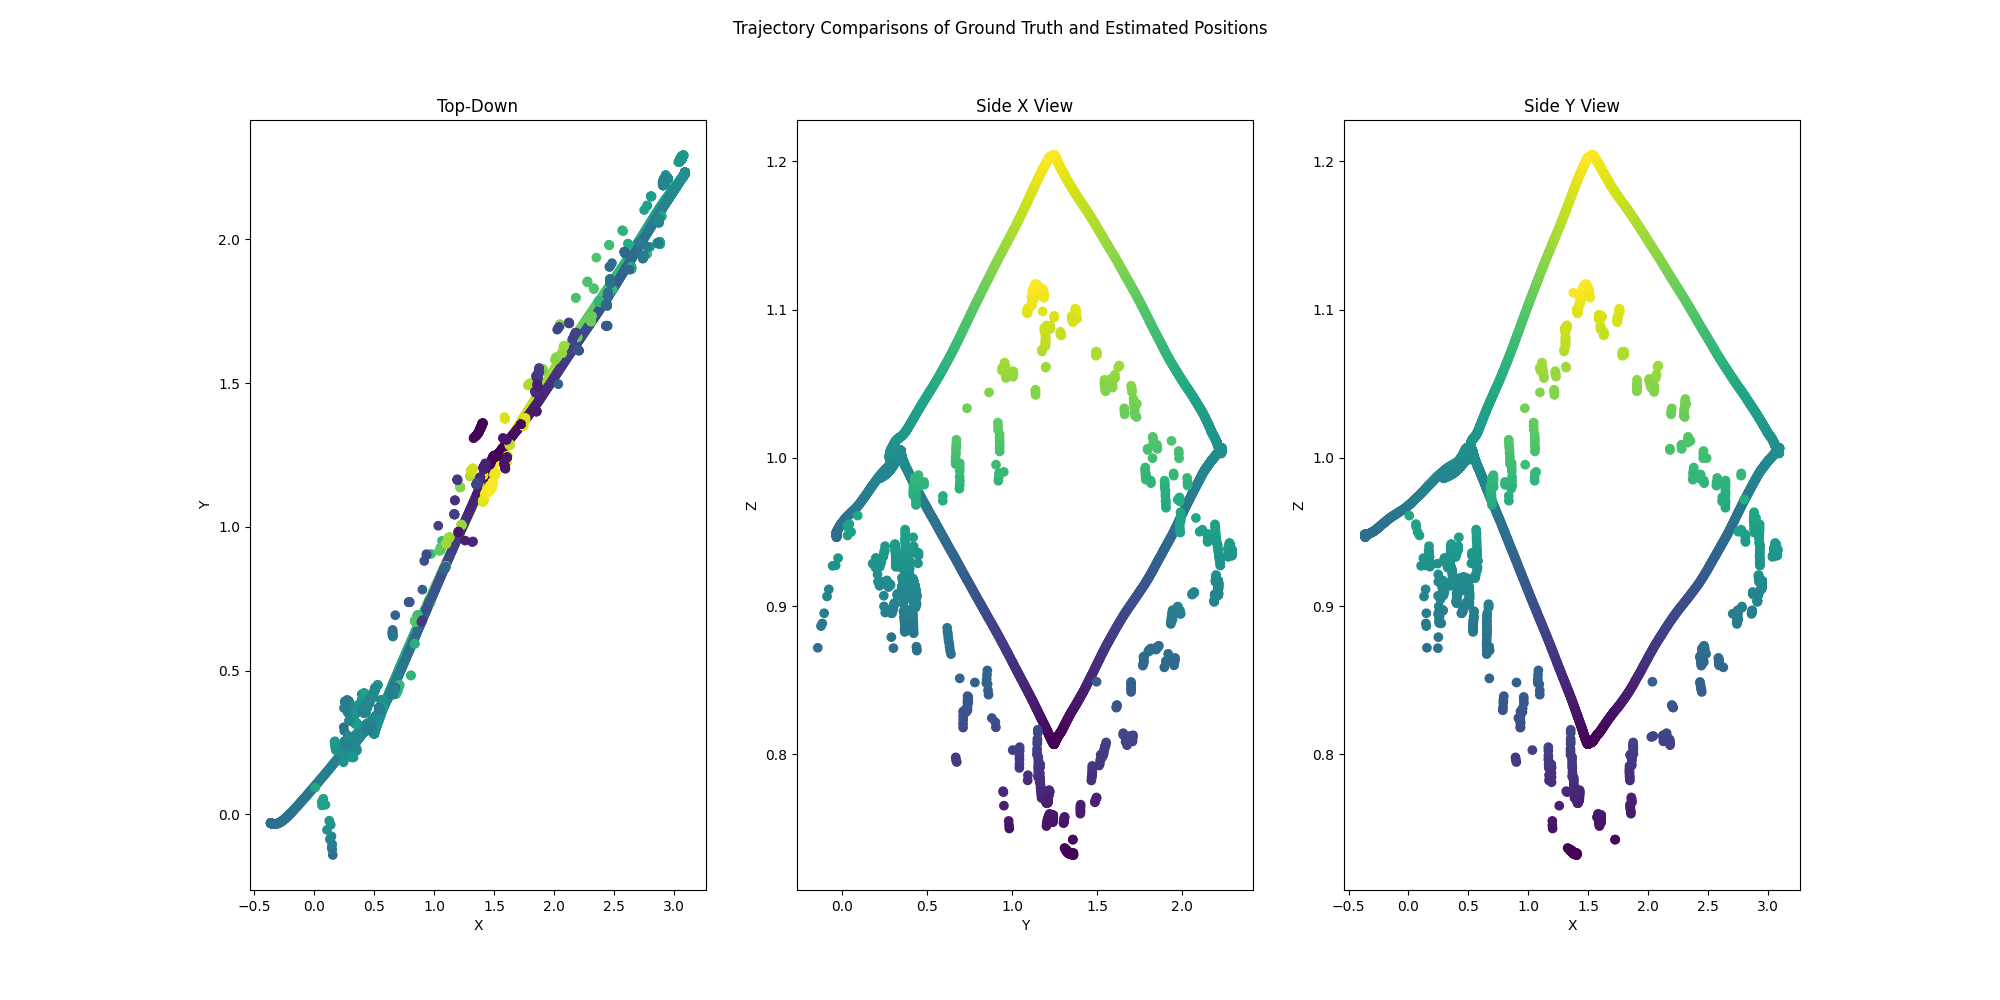 Trajectory Comparisons of Ground Truth and Estimated Positions
Top-Down
Side X View
Side Y View
Y
2.0
1.5
1.0
0.5
0.0
−0.5 0.0 0.5 1.0 1.5 2.0 2.5 3.0
X
Z
1.2
1.1
1.0
0.9
0.8
0.0 0.5 1.0 1.5 2.0
Y
Z
1.2
1.1
1.0
0.9
0.8
−0.5 0.0 0.5 1.0 1.5 2.0 2.5 3.0
X